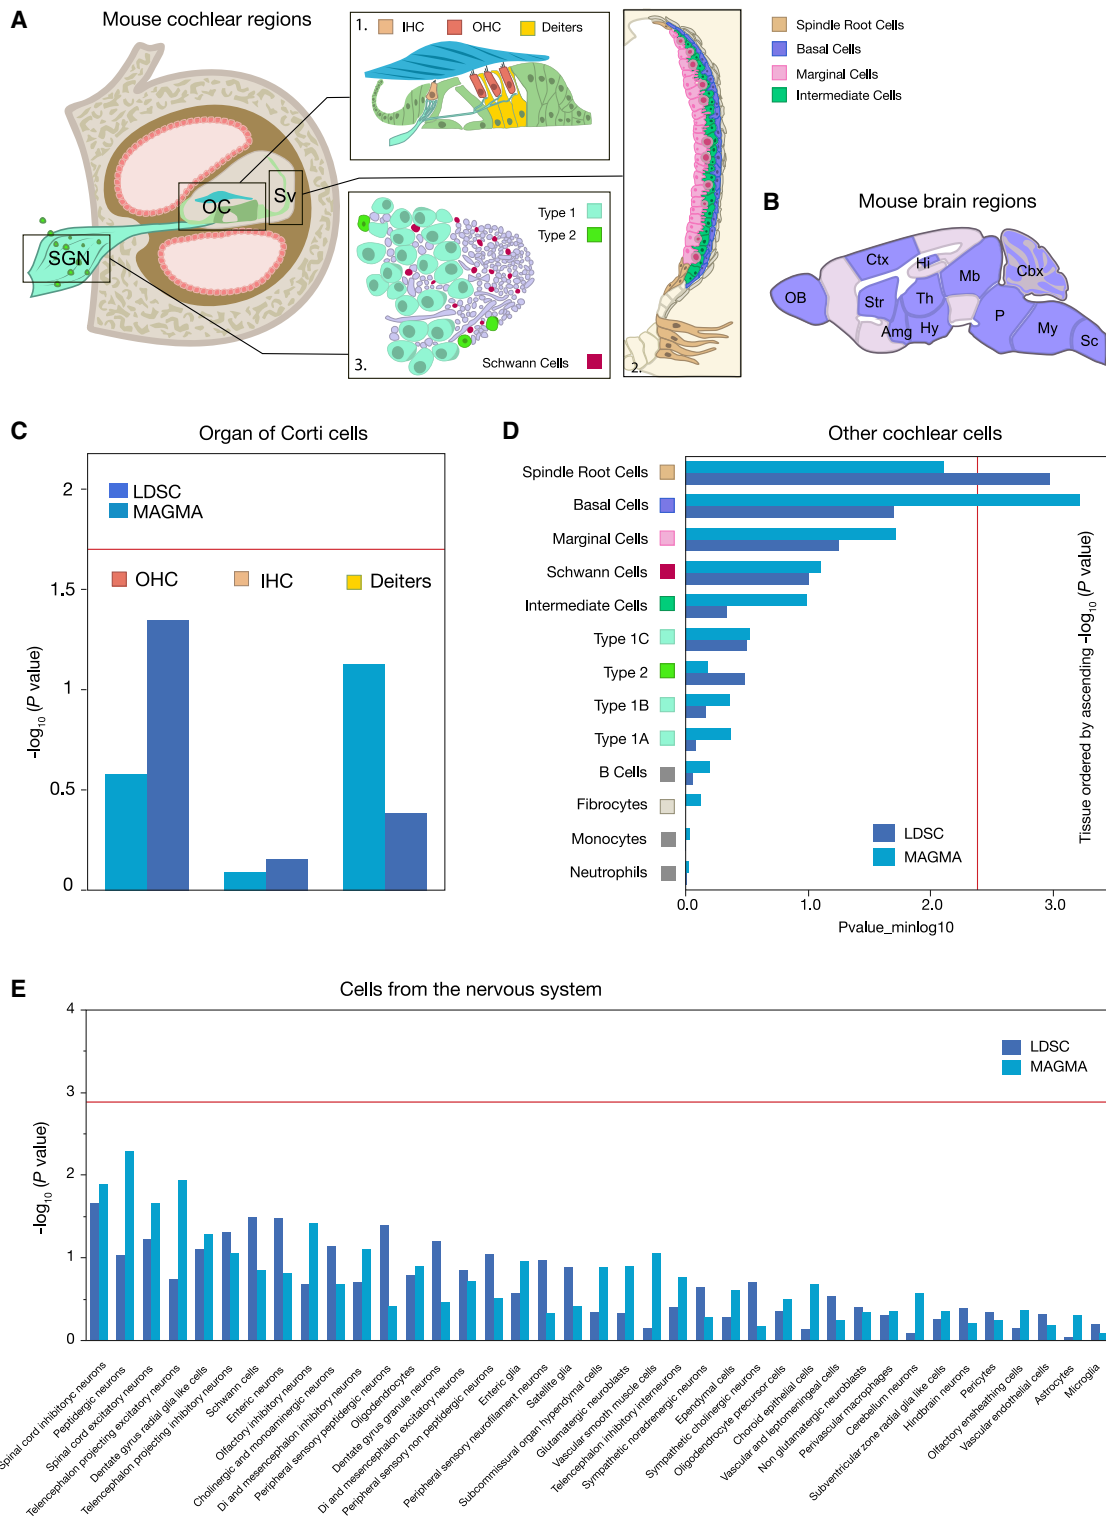 A
Mouse cochlear regions
1.
IHC
OHC
Deiters
Spindle Root Cells
Basal Cells
Marginal Cells
Intermediate Cells
OC
Sv
SGN
Type 1
Type 2
Schwann Cells
3.
2.
B
Mouse brain regions
OB
Ctx
Hi
Mb
Cbx
Str
Th
Amg
Hy
P
My
Sc
C
Organ of Corti cells
LDSC
MAGMA
OHC
IHC
Deiters
-log10 (P value)
2
1.5
1
0.5
0
D
Other cochlear cells
Spindle Root Cells
Basal Cells
Marginal Cells
Schwann Cells
Intermediate Cells
Type 1C
Type 2
Type 1B
Type 1A
B Cells
Fibrocytes
Monocytes
Neutrophils
LDSC
MAGMA
Tissue ordered by ascending -log10 (P value)
0.0
1.0
2.0
3.0
Pvalue_minlog10
E
Cells from the nervous system
LDSC
MAGMA
-log10 (P value)
4
3
2
1
0
Spinal cord inhibitory neurons
Peptidergic neurons
Spinal cord excitatory neurons
Telencephalon projecting excitatory neurons
Dentate gyrus radial glia like cells
Telencephalon projecting inhibitory neurons
Schwann cells
Enteric neurons
Olfactory inhibitory neurons
Cholinergic and monoaminergic neurons
Di and mesencephalon inhibitory neurons
Peripheral sensory peptidergic neurons
Oligodendrocytes
Dentate gyrus granule neurons
Di and mesencephalon excitatory neurons
Peripheral sensory non peptidergic neurons
Enteric glia
Peripheral sensory neurofilament neurons
Satellite glia
Subcommissural organ hypendymal cells
Glutamatergic neuroblasts
Vascular smooth muscle cells
Telencephalon inhibitory interneurons
Sympathetic noradrenergic neurons
Ependymal cells
Sympathetic cholinergic neurons
Oligodendrocyte precursor cells
Choroid epithelial cells
Vascular and leptomeningeal cells
Non glutamatergic neuroblasts
Perivascular macrophages
Cerebellum neurons
Subventricular zone radial glia like cells
Hindbrain neurons
Pericytes
Olfactory ensheathing cells
Vascular endothelial cells
Astrocytes
Microglia